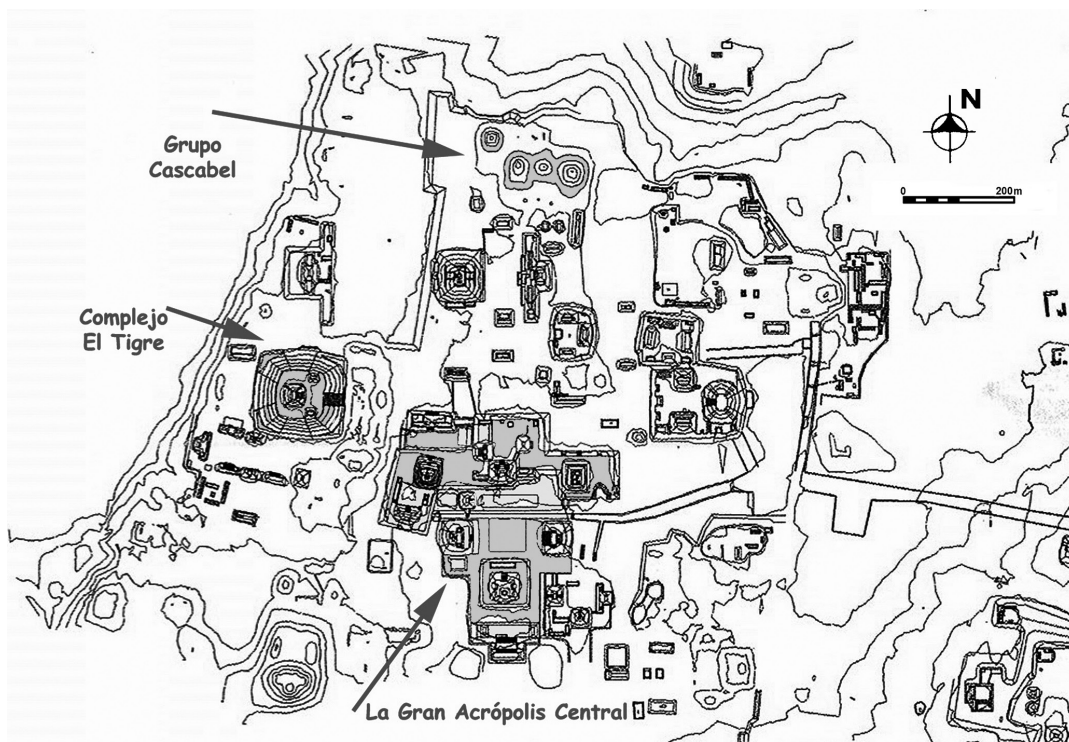 N
0 200m
Grupo
Cascabel
Complejo
El Tigre
La Gran Acrópolis Central